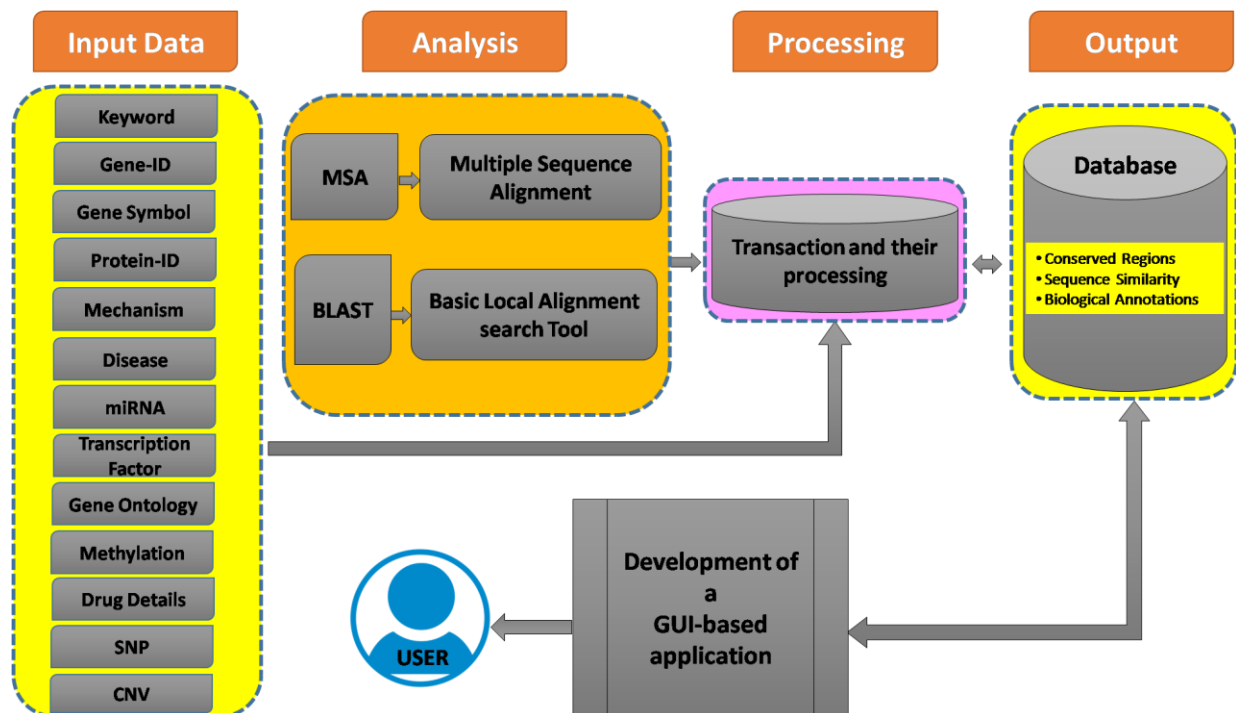 Input Data
Analysis
Processing
Output
Keyword
Gene-ID
Gene Symbol
Protein-ID
Mechanism
Disease
miRNA
Transcription
Factor
Gene Ontology
Methylation
Drug Details
SNP
CNV
MSA
Multiple Sequence
Alignment
BLAST
Basic Local Alignment
search Tool
Transaction and their
processing
Database
• Conserved Regions
• Sequence Similarity
• Biological Annotations
Development of
a
GUI-based
application
USER